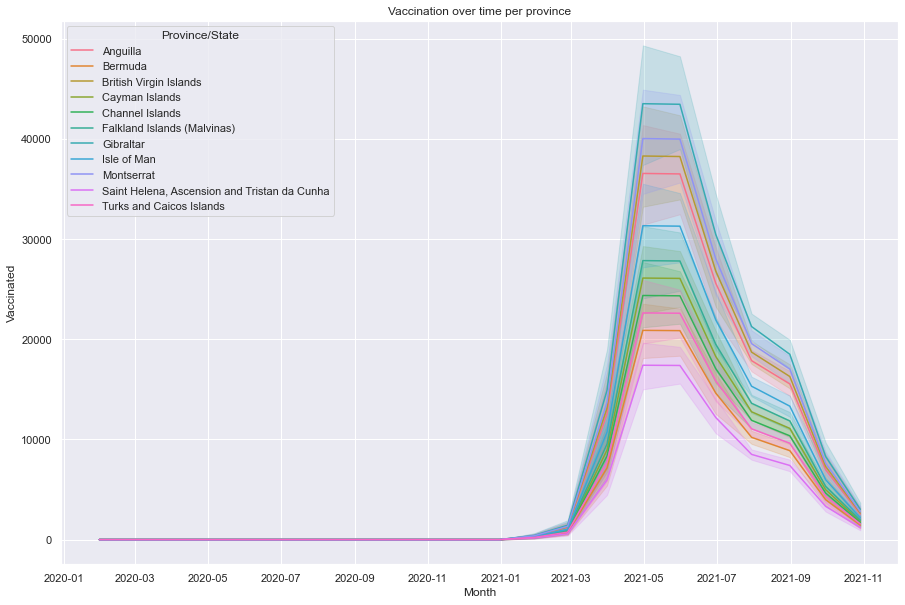 Vaccination over time per province
Province/State
Anguilla
Bermuda
British Virgin Islands
Cayman Islands
Channel Islands
Falkland Islands (Malvinas)
Gibraltar
Isle of Man
Montserrat
Saint Helena, Ascension and Tristan da Cunha
Turks and Caicos Islands
50000
40000
30000
20000
10000
0
Vaccinated
2020-01 2020-03 2020-05 2020-07 2020-09 2020-11 2021-01 2021-03 2021-05 2021-07 2021-09 2021-11
Month